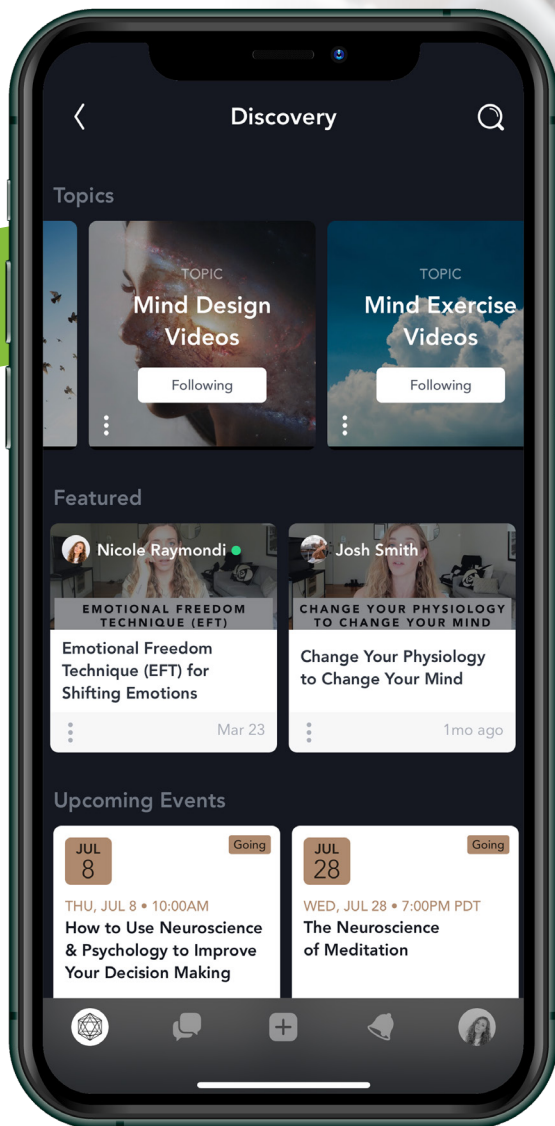 Discovery
Topics
TOPIC
Mind Design
Videos
Following
TOPIC
Mind Exercise
Videos
Following
Featured
Nicole Raymondi
EMOTIONAL FREEDOM
TECHNIQUE (EFT)
Emotional Freedom
Technique (EFT) for
Shifting Emotions
Mar 23
Josh Smith
CHANGE YOUR PHYSIOLOGY
TO CHANGE YOUR MIND
Change Your Physiology
to Change Your Mind
1mo ago
Upcoming Events
JUL
8
Going
THU, JUL 8 • 10:00AM
How to Use Neuroscience
& Psychology to Improve
Your Decision Making
JUL
28
Going
WED, JUL 28 • 7:00PM PDT
The Neuroscience
of Meditation